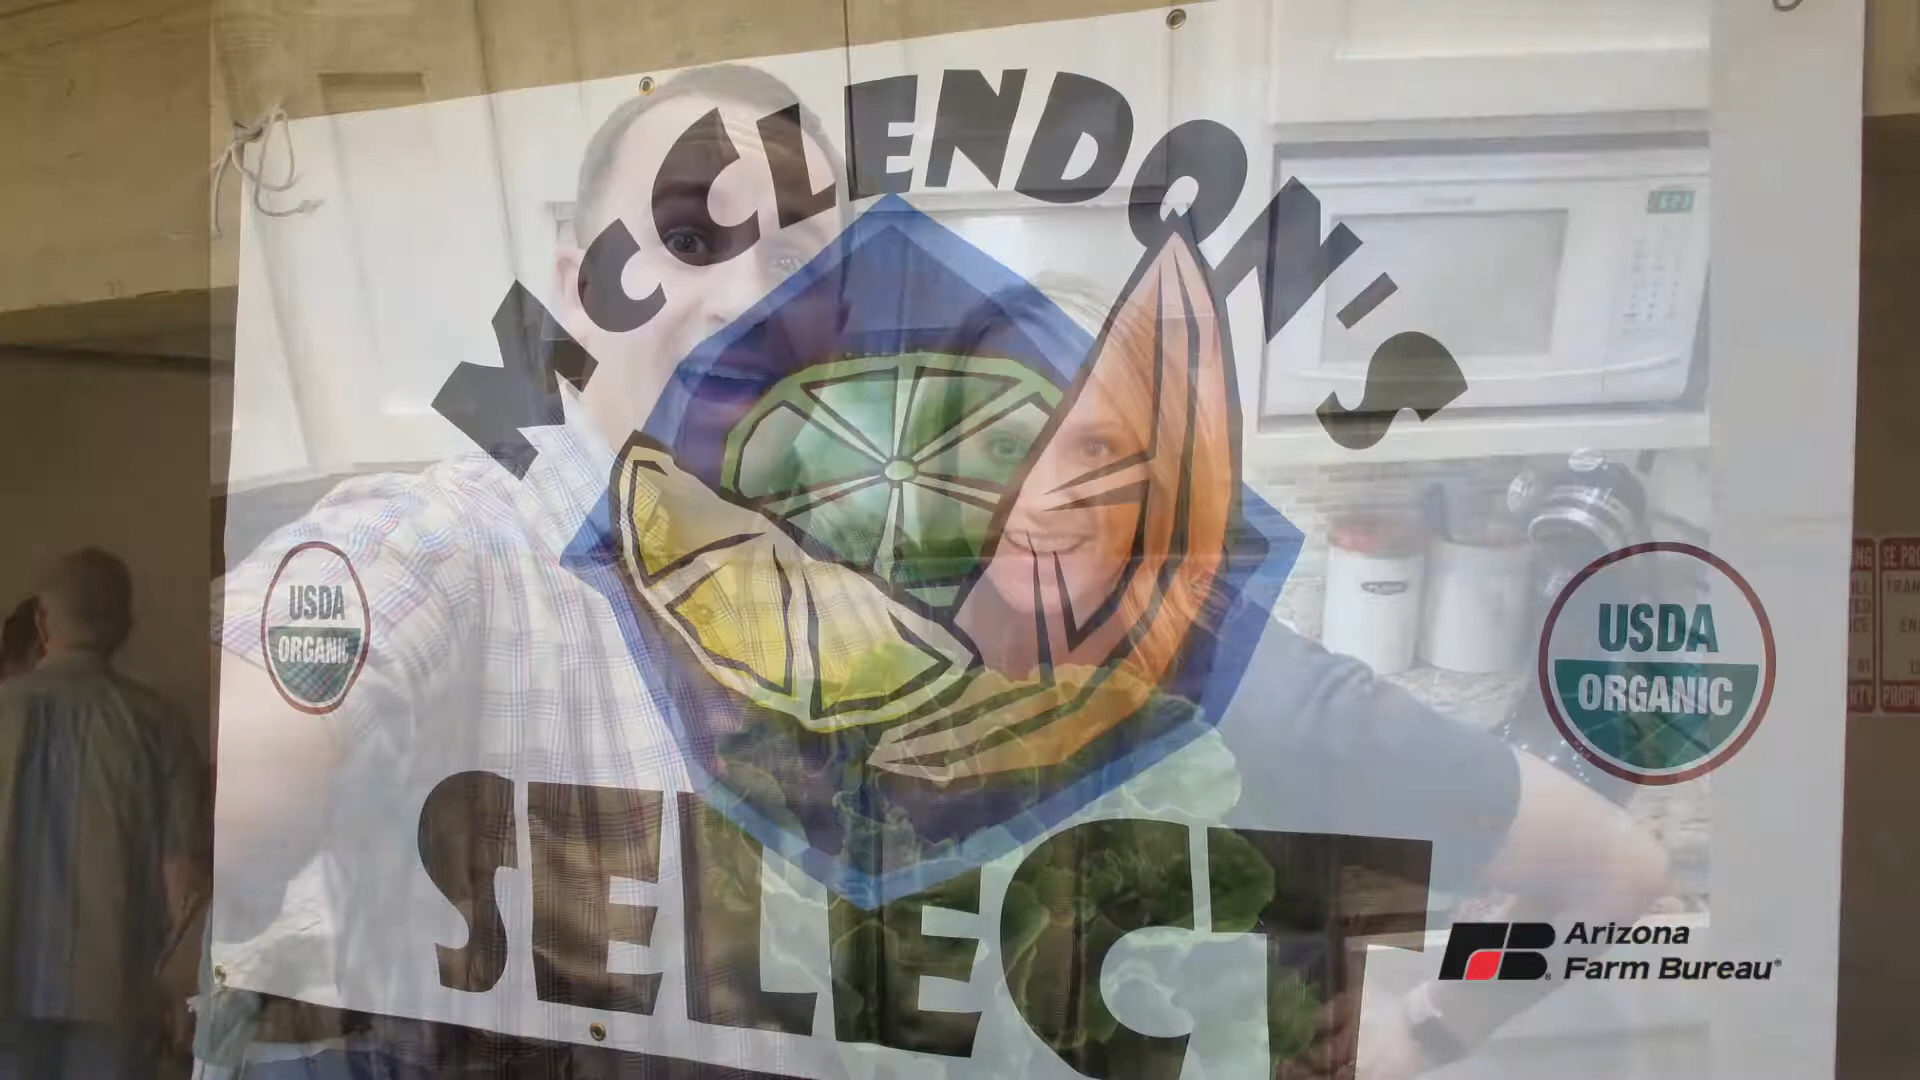 McCLENDON'S
USDA
ORGANIC
USDA
ORGANIC
SELECT
Arizona
Farm Bureau®